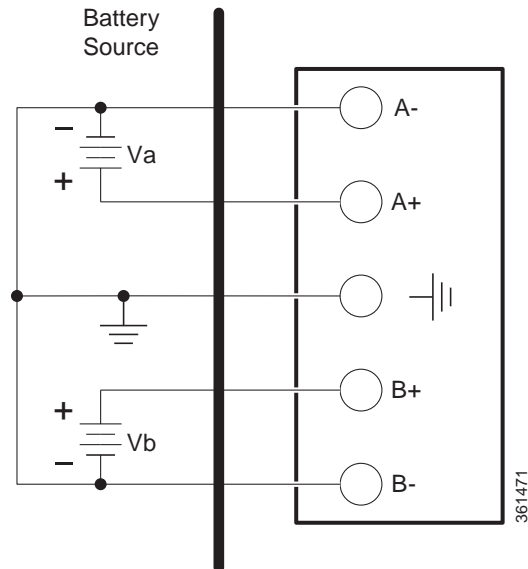 Battery
Source
A-
− Va
+
A+
+
B+
Vb
−
B-
361471